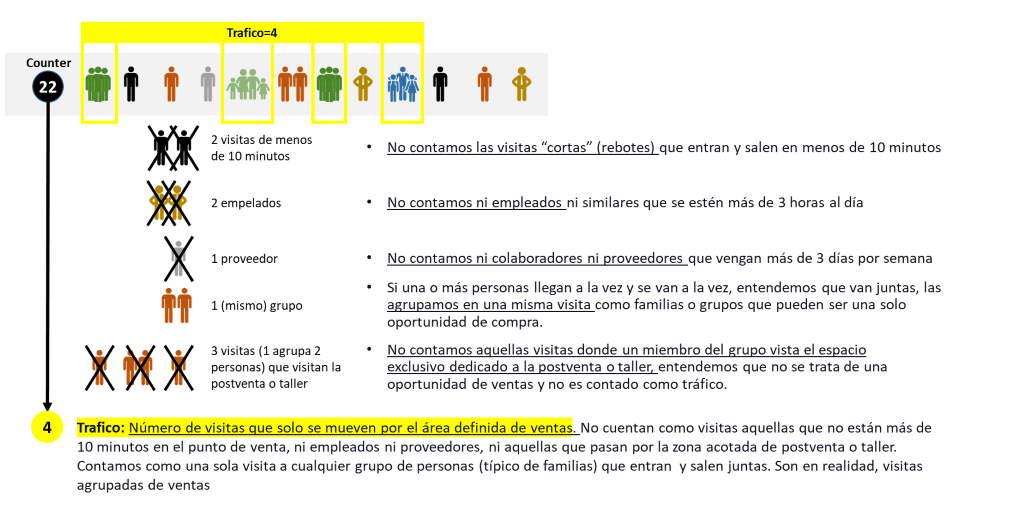 Trafico=4
Counter
22
2 visitas de menos
de 10 minutos
• No contamos las visitas “cortas” (rebotes) que entran y salen en menos de 10 minutos
2 empelados
• No contamos ni empleados ni similares que se estén más de 3 horas al día
1 proveedor
• No contamos ni colaboradores ni proveedores que vengan más de 3 días por semana
1 (mismo) grupo
• Si una o más personas llegan a la vez y se van a la vez, entendemos que van juntas, las
agrupamos en una misma visita como familias o grupos que pueden ser una solo
oportunidad de compra.
3 visitas (1 agrupa 2
personas) que visitan la
postventa o taller
• No contamos aquellas visitas donde un miembro del grupo vista el espacio
exclusivo dedicado a la postventa o taller, entendemos que no se trata de una
oportunidad de ventas y no es contado como tráfico.
4
Trafico: Número de visitas que solo se mueven por el área definida de ventas. No cuentan como visitas aquellas que no están más de
10 minutos en el punto de venta, ni empleados ni proveedores, ni aquellas que pasan por la zona acotada de postventa o taller.
Contamos como una sola visita a cualquier grupo de personas (típico de familias) que entran y salen juntas. Son en realidad, visitas
agrupadas de ventas